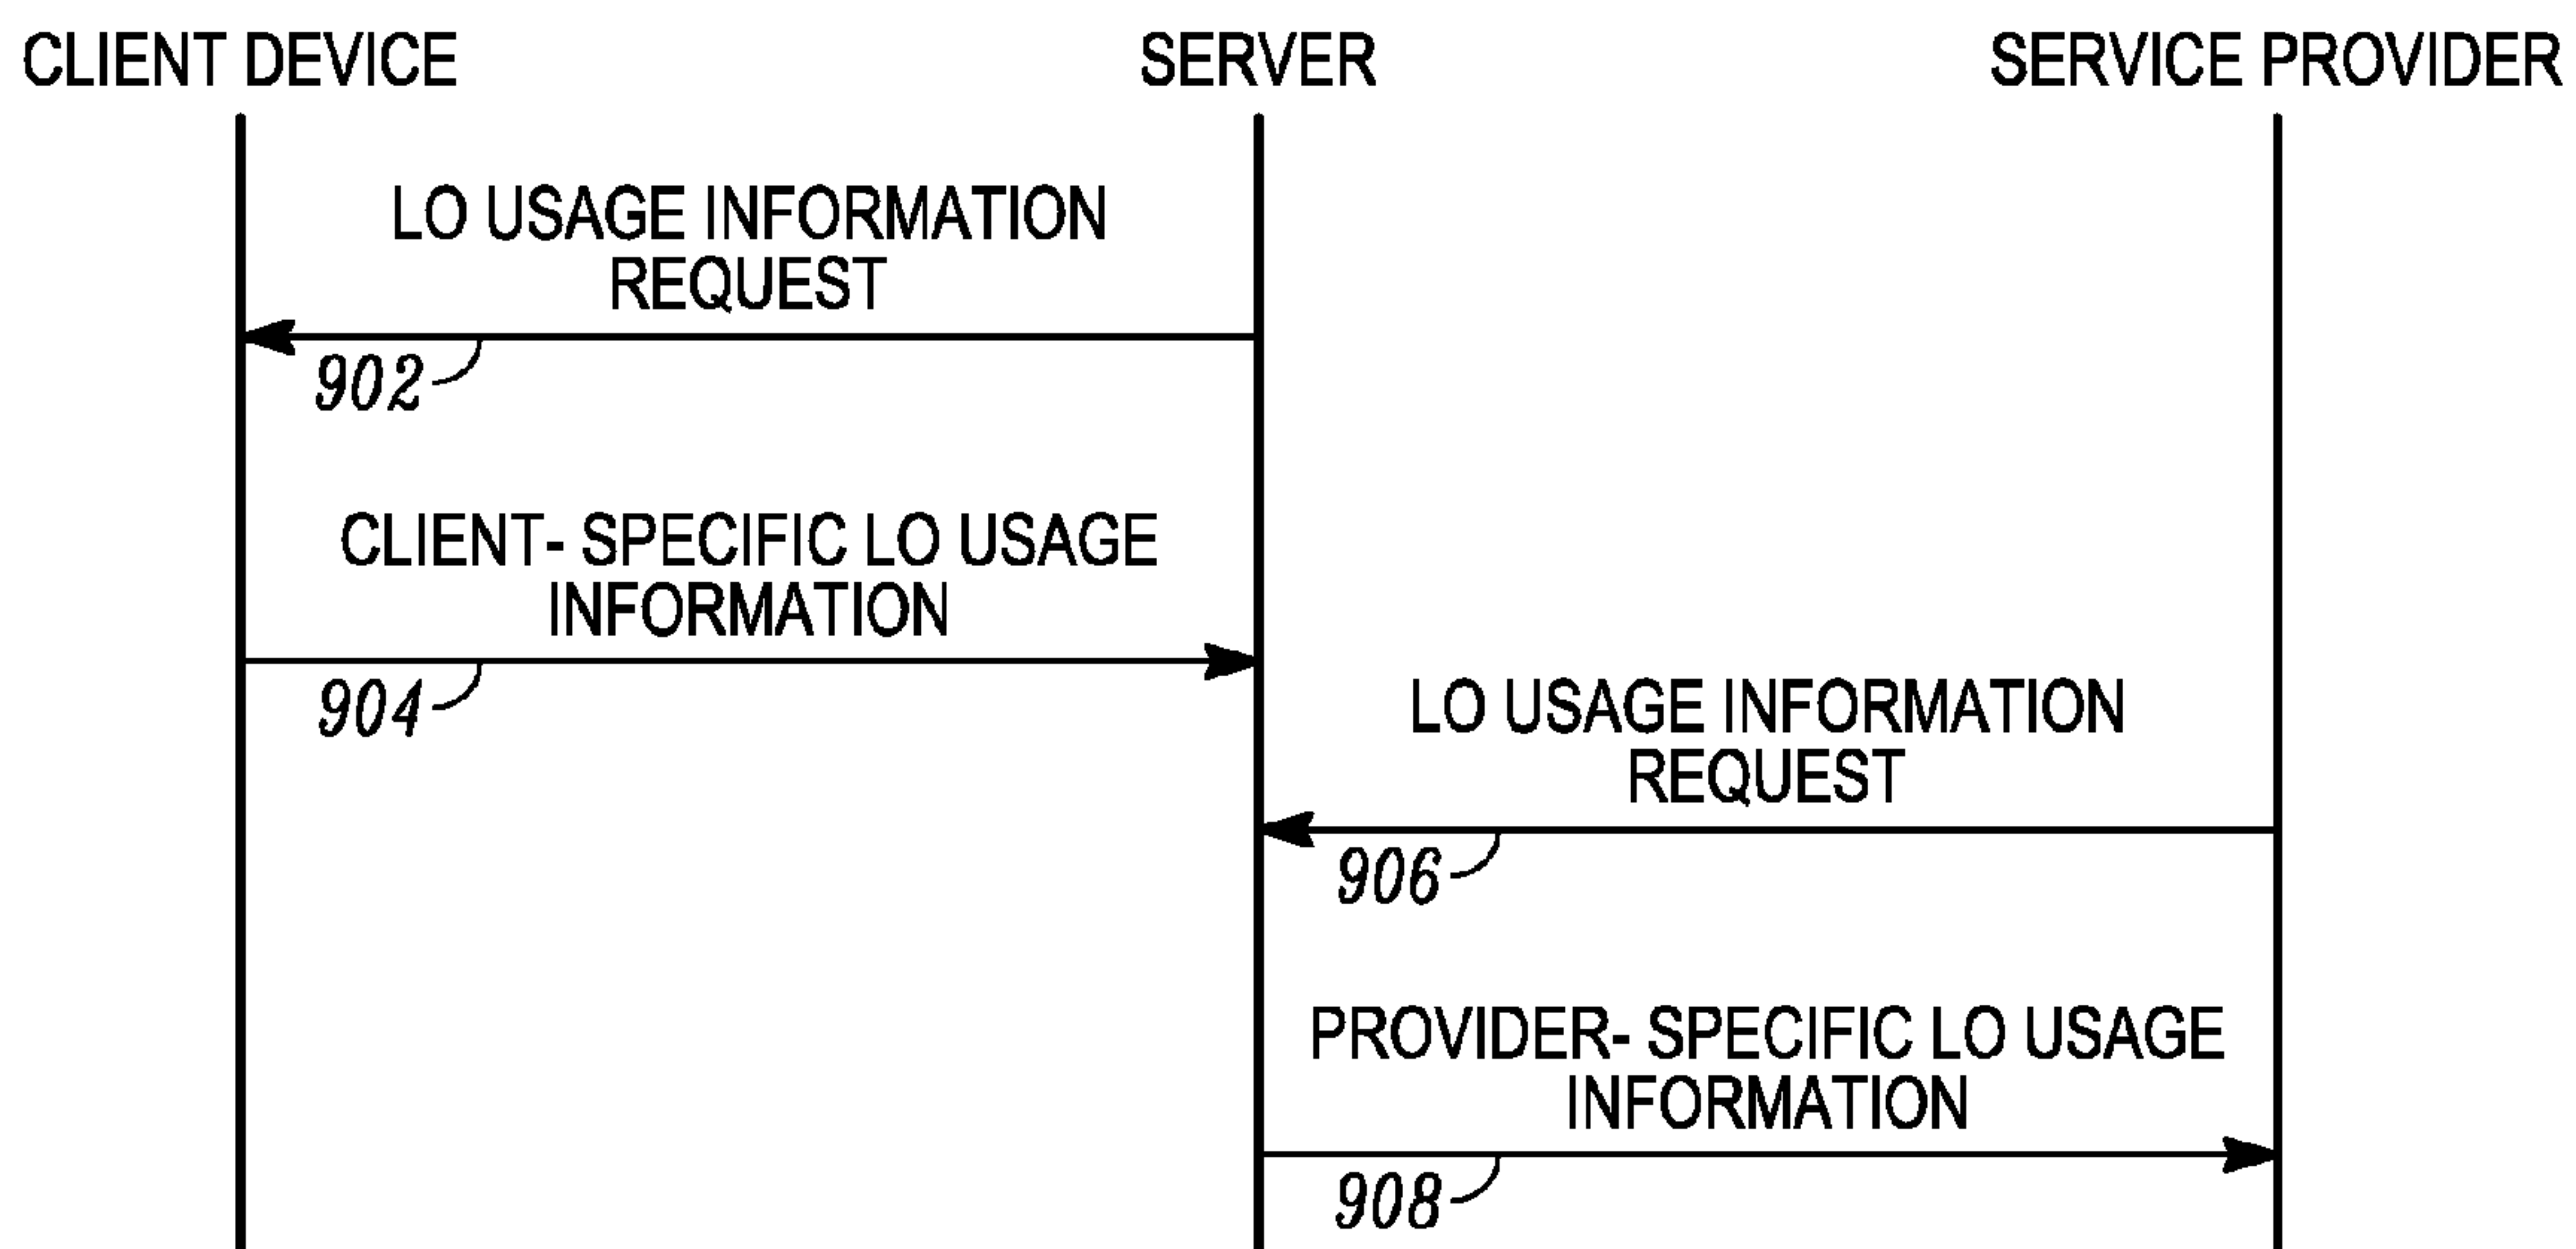 CLIENT DEVICE
SERVER
SERVICE PROVIDER
LO USAGE INFORMATION
REQUEST
902
CLIENT- SPECIFIC LO USAGE
INFORMATION
904
LO USAGE INFORMATION
REQUEST
906
PROVIDER- SPECIFIC LO USAGE
INFORMATION
908